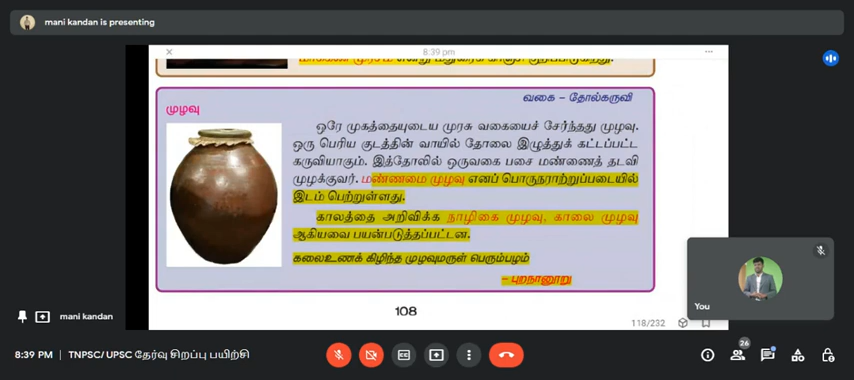 mani kandan is presenting
8:39 pm
வகை – தோல்கருவி
முழவு
ஒரே முகத்தையுடைய முரசு வகையைச் சேர்ந்தது முழவு.
ஒரு பெரிய குடத்தின் வாயில் தோலை இழுத்துக் கட்டப்பட்ட
கருவியாகும். இத்தோலில் ஒருவகை பசை மண்ணைத் தடவி
முழக்குவர். மண்ணமை முழவு எனப் பொருநராற்றுப்படையில்
இடம் பெற்றுள்ளது.
காலத்தை அறிவிக்க நாழிகை முழவு, காலை முழவு
ஆகியவை பயன்படுத்தப்பட்டன.
கலைஉணக் கிழிந்த முழவுமருள் பெரும்பழம்
– புறநானூறு
108
118/232
You
mani kandan
8:39 PM | TNPSC/ UPSC தேர்வு சிறப்பு பயிற்சி
26